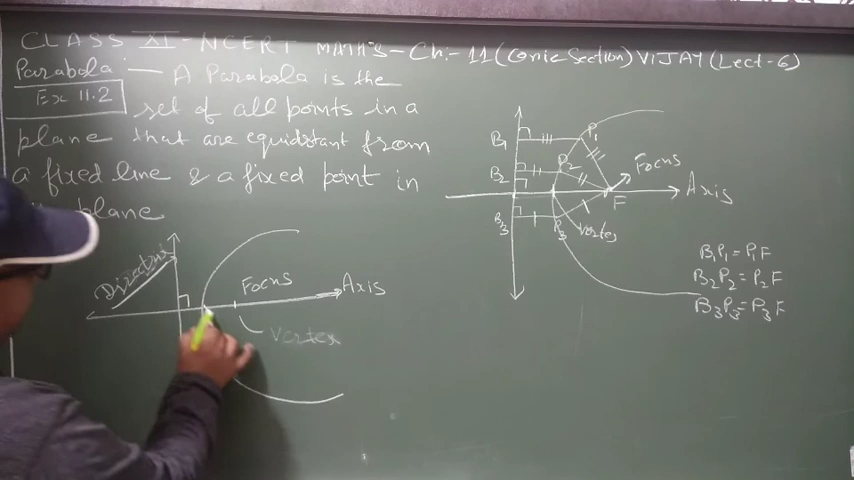 CLASS XI - NCERT MATHS - Ch:- 11 (Conic Section) VIJAY (Lect-6)
Parabola :- A Parabola is the
Ex 11.2 set of all points in a
plane that are equidistant from
a fixed line & a fixed point in
plane
B1 P1
B2 P2 Focus
F Axis
B3 P3 Vertex
B1P1 = P1F
B2P2 = P2F
B3P3 = P3F
Directrix
Focus Axis
Vertex